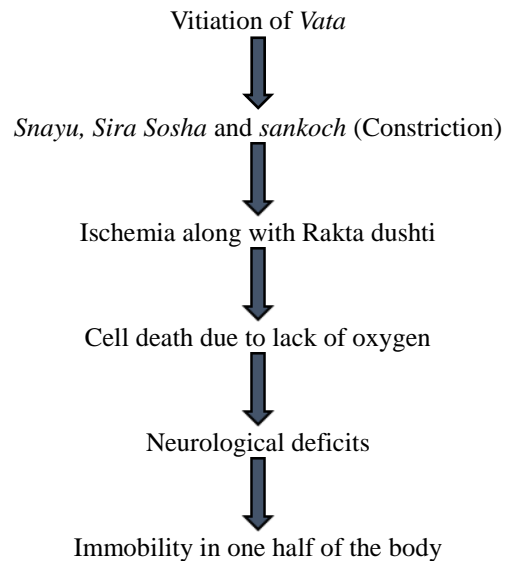 Vitiation of Vata
Snayu, Sira Sosha and sankoch (Constriction)
Ischemia along with Rakta dushti
Cell death due to lack of oxygen
Neurological deficits
Immobility in one half of the body